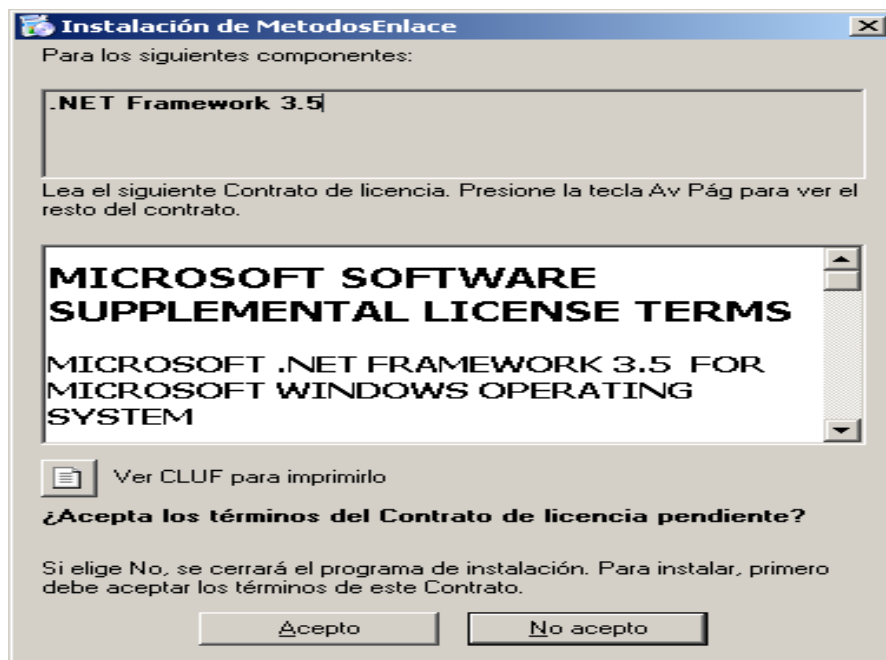 Instalación de MetodosEnlace
Para los siguientes componentes:
.NET Framework 3.5
Lea el siguiente Contrato de licencia. Presione la tecla Av Pág para ver el
resto del contrato.
MICROSOFT SOFTWARE
SUPPLEMENTAL LICENSE TERMS
MICROSOFT .NET FRAMEWORK 3.5 FOR
MICROSOFT WINDOWS OPERATING
SYSTEM
Ver CLUF para imprimirlo
¿Acepta los términos del Contrato de licencia pendiente?
Si elige No, se cerrará el programa de instalación. Para instalar, primero
debe aceptar los términos de este Contrato.
Acepto
No acepto